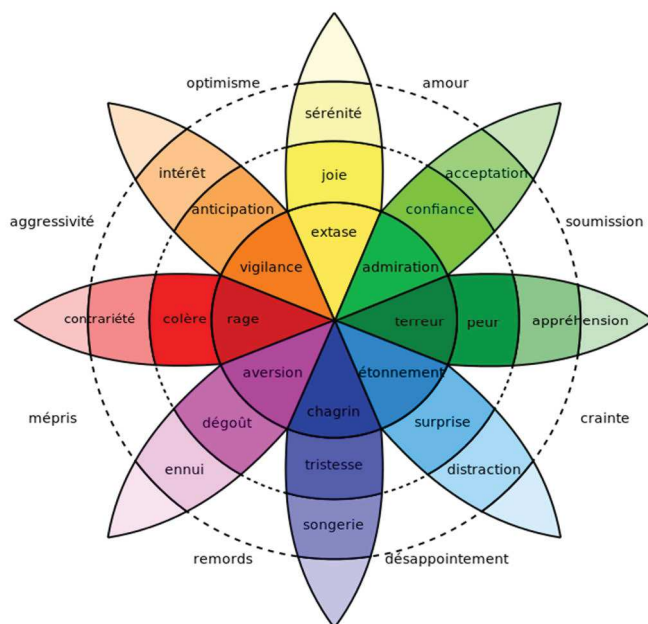 optimisme
amour
sérénité
intérêt
joie
acceptation
anticipation
confiance
aggressivité
soumission
extase
vigilance
admiration
contrariété
colère
rage
terreur
peur
appréhension
aversion
étonnement
mépris
dégoût
chagrin
surprise
crainte
ennui
tristesse
distraction
songerie
remords
désappointement